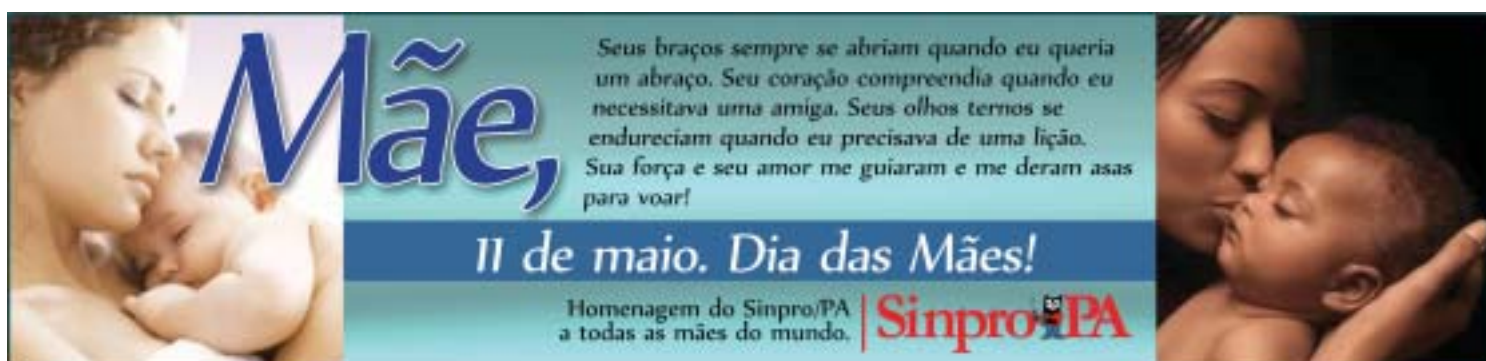 Mãe,
Seus braços sempre se abriam quando eu queria
um abraço. Seu coração compreendia quando eu
necessitava uma amiga. Seus olhos ternos se
endureciam quando eu precisava de uma lição.
Sua força e seu amor me guiaram e me deram asas
para voar!
11 de maio. Dia das Mães!
Homenagem do Sinpro/PA
a todas as mães do mundo.
Sinpro PA